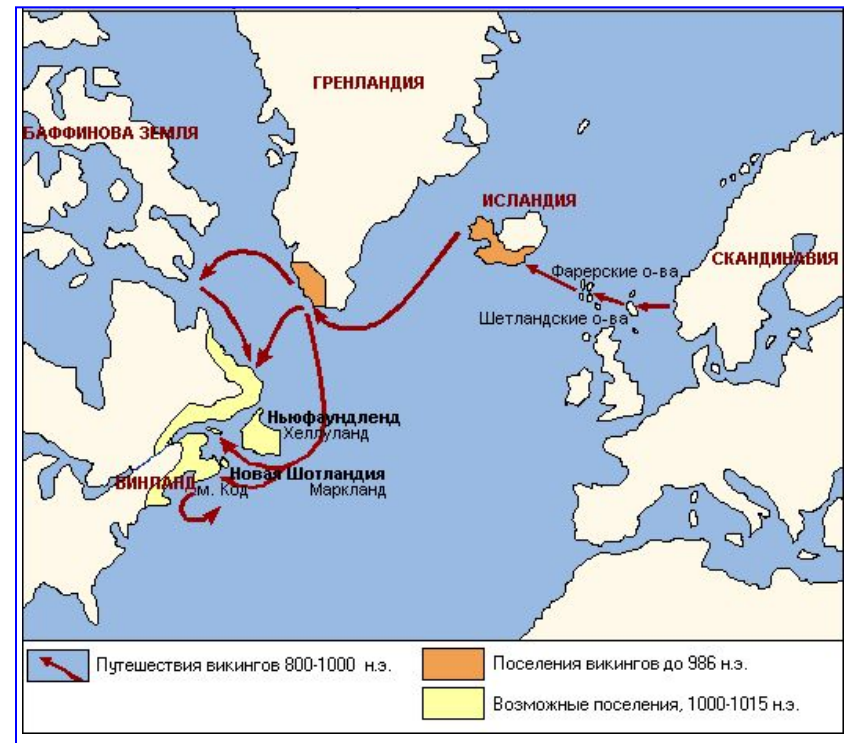 ГРЕНЛАНДИЯ
БАФФИНОВА ЗЕМЛЯ
ИСЛАНДИЯ
СКАНДИНАВИЯ
Фарерские о-ва
Шетландские о-ва
Ньюфаундленд
Хеллуланд
Новая Шотландия
ВИНЛАНД
м. Код
Маркланд
Путешествия викингов 800-1000 н.э.
Поселения викингов до 986 н.э.
Возможные поселения, 1000-1015 н.э.